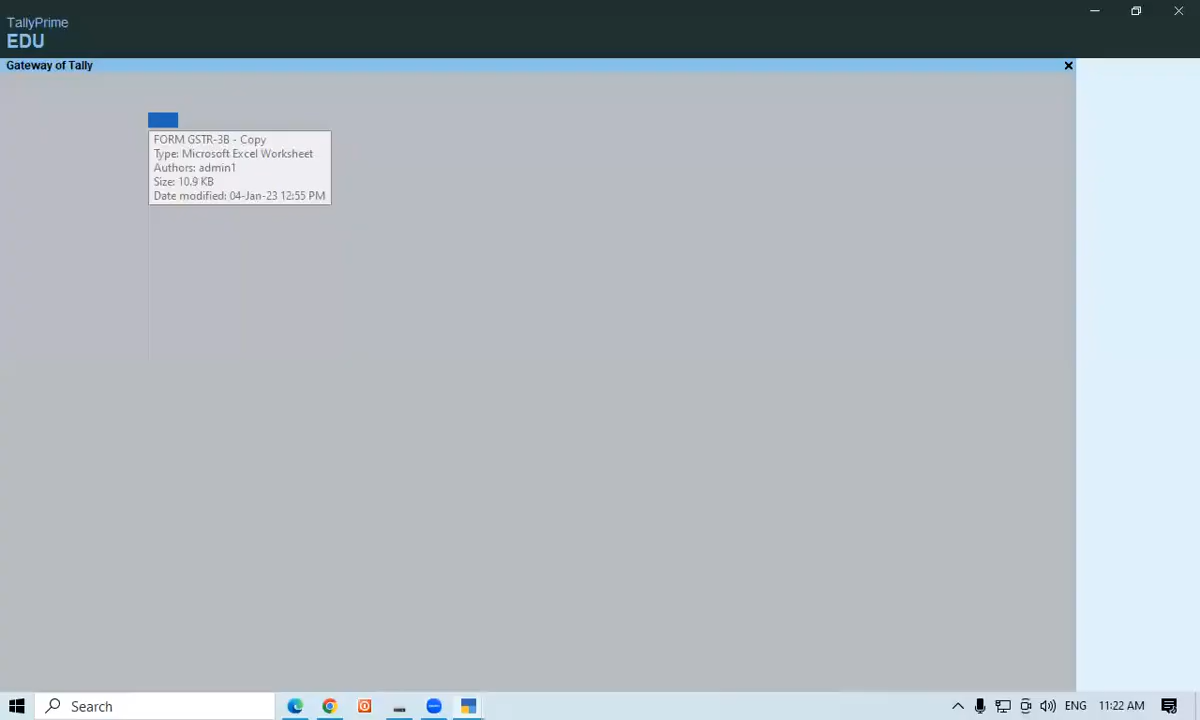 TallyPrime
EDU
Gateway of Tally
FORM GSTR-3B - Copy
Type: Microsoft Excel Worksheet
Authors: admin1
Size: 10.9 KB
Date modified: 04-Jan-23 12:55 PM
Search
ENG
11:22 AM